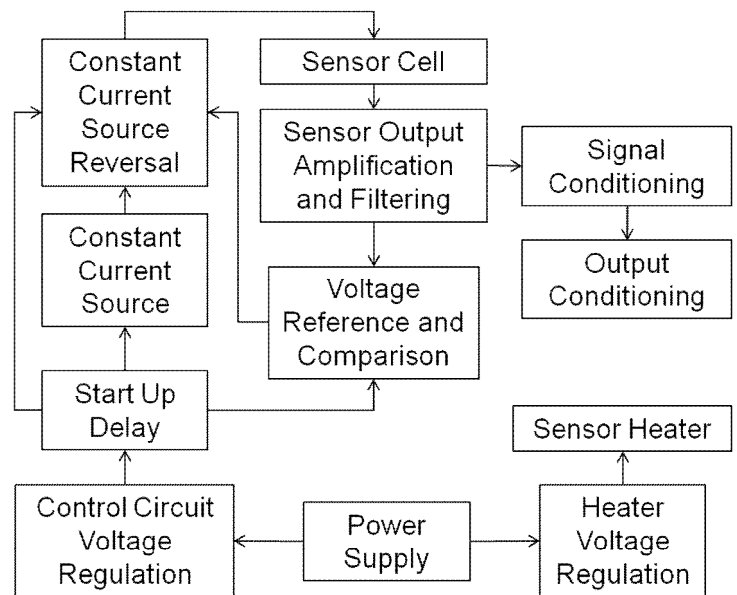 Constant
Current
Source
Reversal
Sensor Cell
Sensor Output
Amplification
and Filtering
Signal
Conditioning
Constant
Current
Source
Voltage
Reference and
Comparison
Output
Conditioning
Start Up
Delay
Sensor Heater
Control Circuit
Voltage
Regulation
Power
Supply
Heater
Voltage
Regulation